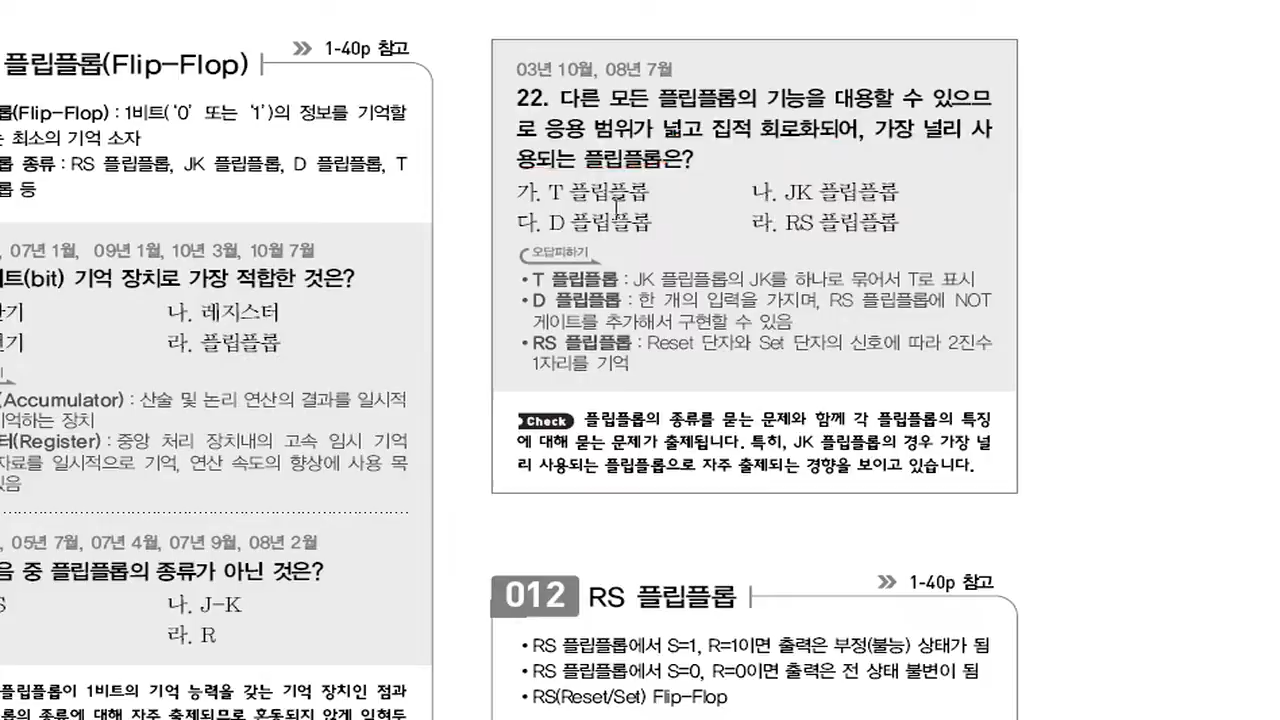 플립플롭(Flip-Flop)
» 1-40p 참고
롭(Flip-Flop) : 1비트('0' 또는 '1')의 정보를 기억할
는 최소의 기억 소자
롭 종류 : RS 플립플롭, JK 플립플롭, D 플립플롭, T
롭 등
, 07년 1월, 09년 1월, 10년 3월, 10월 7월
트(bit) 기억 장치로 가장 적합한 것은?
나. 레지스터
라. 플립플롭
(Accumulator) : 산술 및 논리 연산의 결과를 일시적
기억하는 장치
터(Register) : 중앙 처리 장치내의 고속 임시 기억
자료를 일시적으로 기억, 연산 속도의 향상에 사용 목
있음
, 05년 7월, 07년 4월, 07년 9월, 08년 2월
음 중 플립플롭의 종류가 아닌 것은?
S
나. J-K
라. R
플립플롭이 1비트의 기억 능력을 갖는 기억 장치인 점과
롭의 종류에 대해 자주 출제되므로 혼동되지 않게 익혀두
03년 10월, 08년 7월
22. 다른 모든 플립플롭의 기능을 대용할 수 있으므
로 응용 범위가 넓고 집적 회로화되어, 가장 널리 사
용되는 플립플롭은?
가. T 플립플롭
나. JK 플립플롭
다. D 플립플롭
라. RS 플립플롭
오답피하기
• T 플립플롭 : JK 플립플롭의 JK를 하나로 묶어서 T로 표시
• D 플립플롭 : 한 개의 입력을 가지며, RS 플립플롭에 NOT
게이트를 추가해서 구현할 수 있음
• RS 플립플롭 : Reset 단자와 Set 단자의 신호에 따라 2진수
1자리를 기억
Check 플립플롭의 종류를 묻는 문제와 함께 각 플립플롭의 특징
에 대해 묻는 문제가 출제됩니다. 특히, JK 플립플롭의 경우 가장 널
리 사용되는 플립플롭으로 자주 출제되는 경향을 보이고 있습니다.
012 RS 플립플롭
» 1-40p 참고
• RS 플립플롭에서 S=1, R=1이면 출력은 부정(불능) 상태가 됨
• RS 플립플롭에서 S=0, R=0이면 출력은 전 상태 불변이 됨
• RS(Reset/Set) Flip-Flop